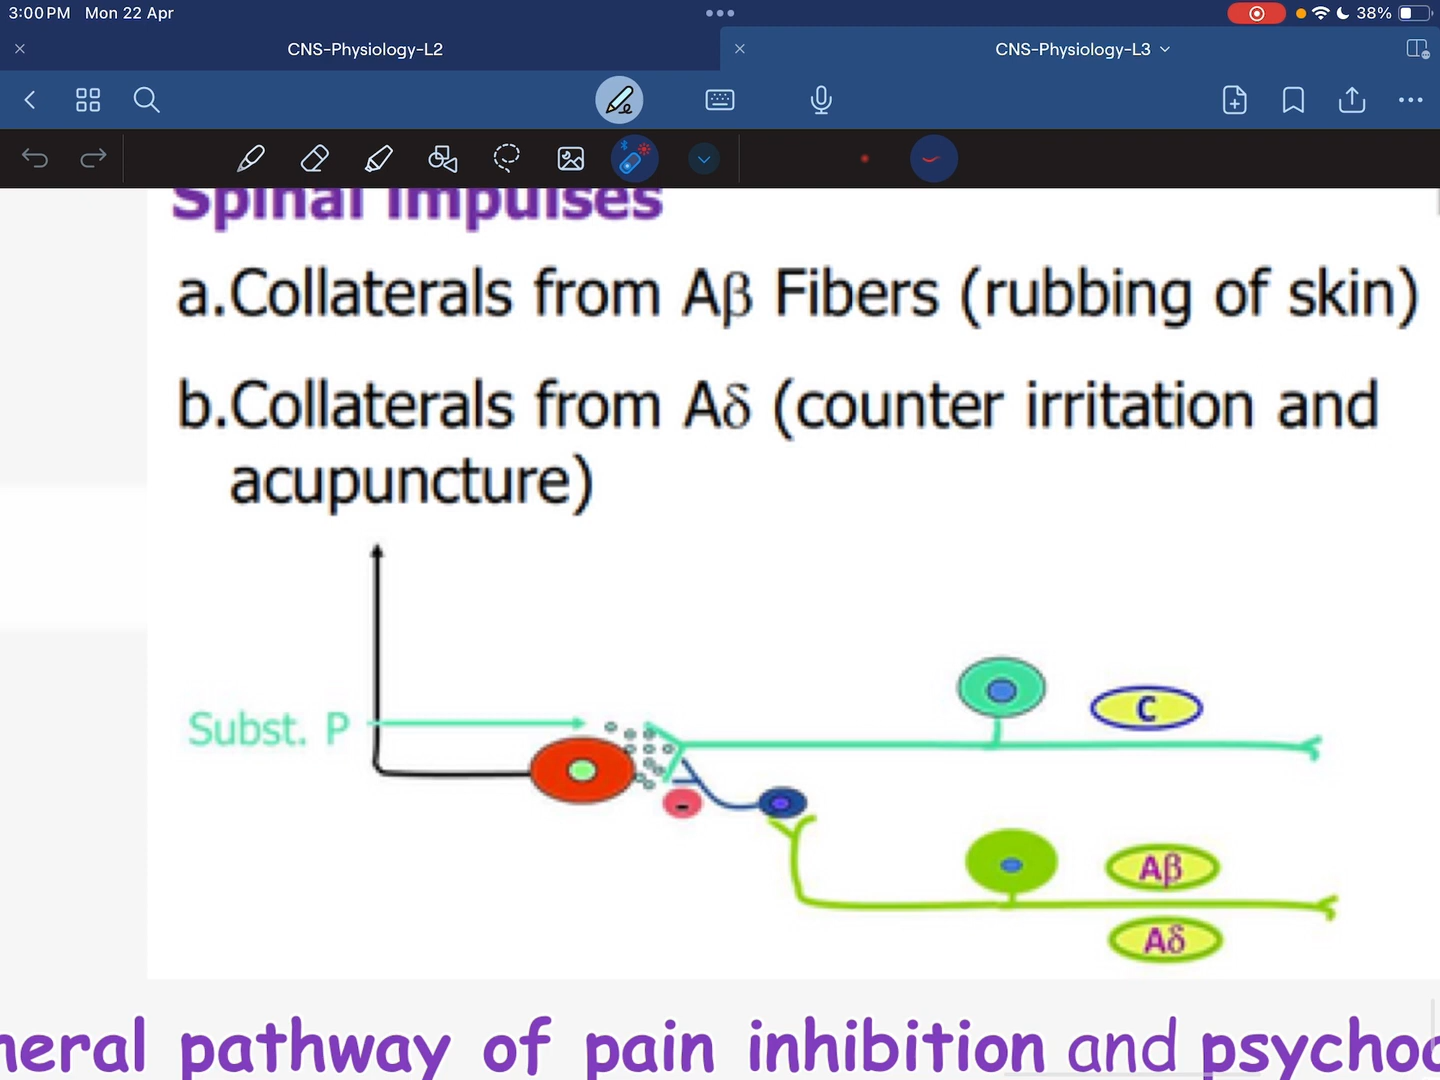 3:00 PM Mon 22 Apr
38%
CNS-Physiology-L2
CNS-Physiology-L3
Spinal impulses
a.Collaterals from Aβ Fibers (rubbing of skin)
b.Collaterals from Aδ (counter irritation and
acupuncture)
Subst. P
C
-
Aβ
Aδ
neral pathway of pain inhibition and psychoc